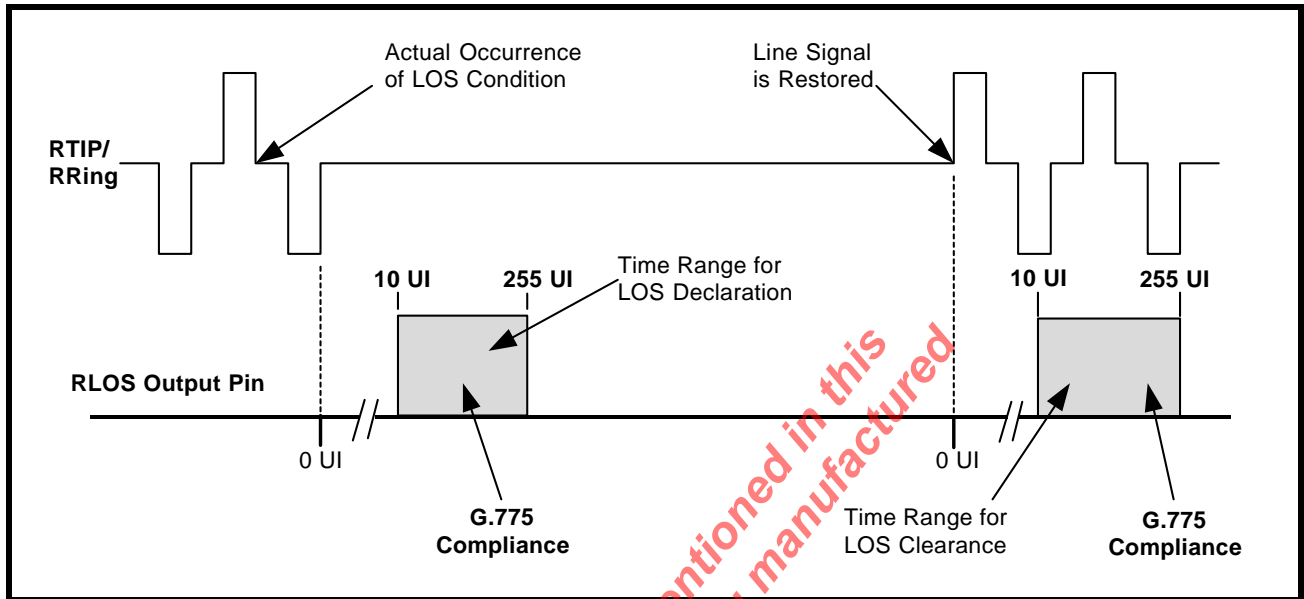 Actual Occurrence
of LOS Condition
Line Signal
is Restored
RTIP/
RRing
10 UI
255 UI
Time Range for
LOS Declaration
10 UI
255 UI
RLOS Output Pin
0 UI
0 UI
G.775
Compliance
Time Range for
LOS Clearance
G.775
Compliance
mentioned in this
manufactured